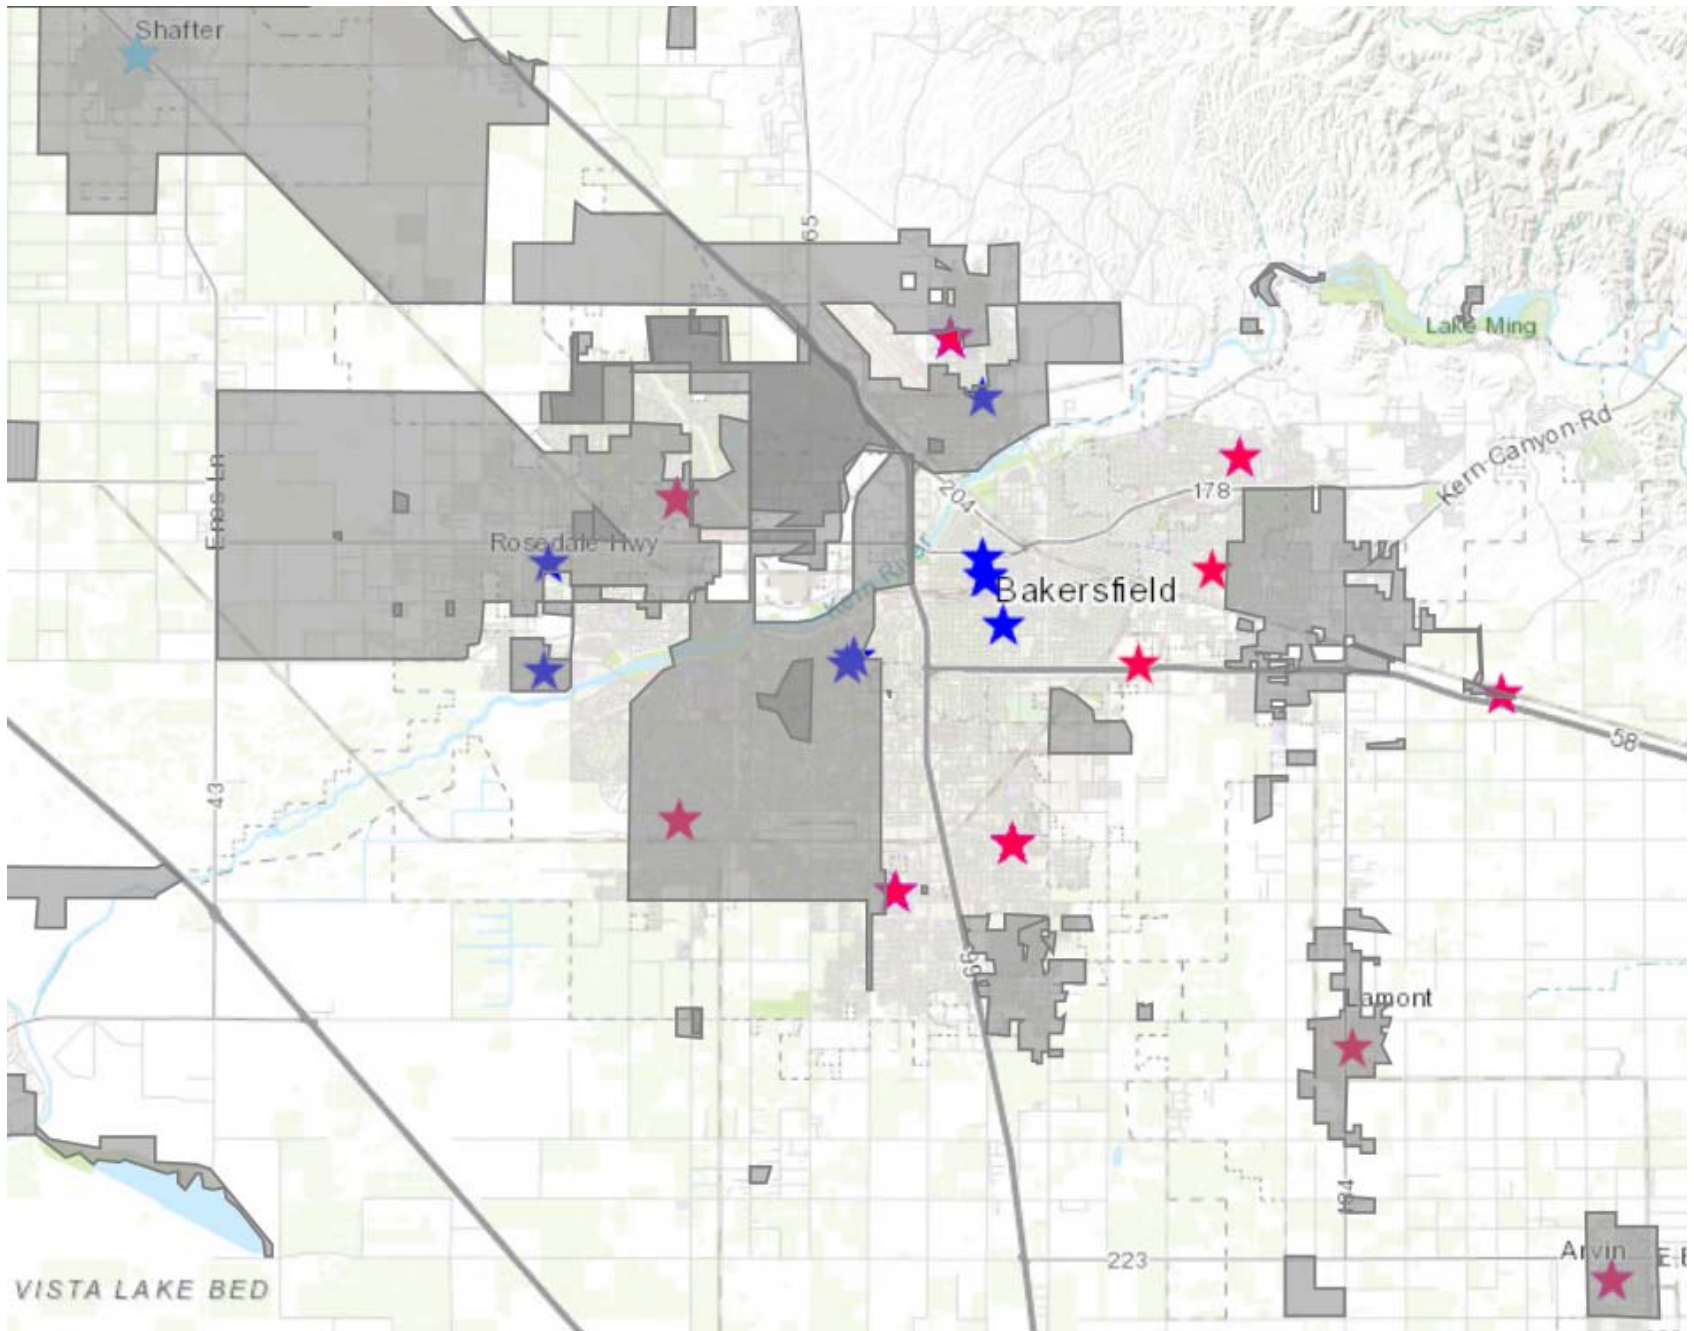 Shafter
65
Lake Ming
Kern Canyon Rd
Enos Ln
204
178
Rosedale Hwy
Kern River
Bakersfield
58
43
99
Lamont
184
Arvin
223
VISTA LAKE BED